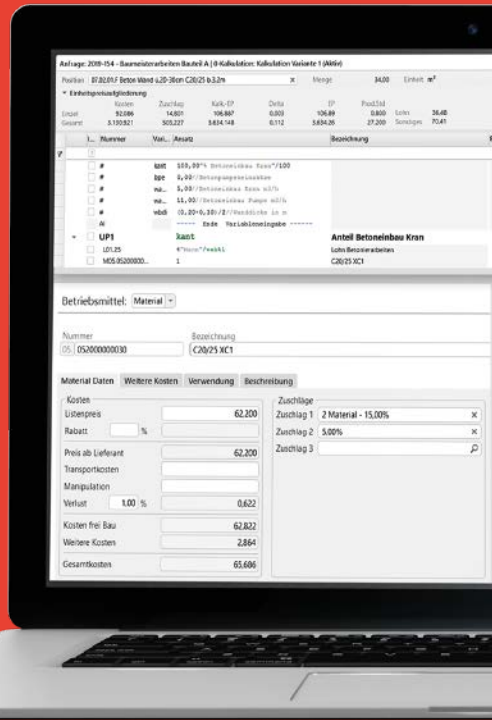 Anfrage: 2019-154 - Baumeisterarbeiten Bauteil A | 0-Kalkulation: Kalkulation Variante 1 (Aktiv)
Position 07.02.01.F Beton Wand ü.20-30cm C20/25 b.3,2m x Menge 34,00 Einheit m³
Einheitspreisaufgliederung
Kosten Zuschlag Kalk.-EP Delta EP Prod.Std
Einzel 92,086 14,801 106,887 0,003 106,89 0,800 Lohn 36,48
Gesamt 3.130,921 503,227 3.634,148 0,112 3.634,26 27,200 Sonstiges 70,41
I... Nummer Vari... Ansatz Bezeichnung
# kant 100,00"% Betoneinbau Kran"/100
# bpe 0,00//Betonpumpeneinsätze
# wa... 5,00//Betoneinbau Kran m3/h
# wa... 11,00//Betoneinbau Pumpe m3/h
# wbdi (0,20+0,30)/2//Wanddicke in m
AI ----- Ende Variableneingabe ------
UP1 kant Anteil Betoneinbau Kran
L01.25 Lohn Betonierarbeiten
M05.05200000... 1 C20/25 XC1
Betriebsmittel: Material
Nummer Bezeichnung
05 052000000030 C20/25 XC1
Material Daten Weitere Kosten Verwendung Beschreibung
Kosten Zuschläge
Listenpreis 62,200 Zuschlag 1 2 Material - 15,00% x
Rabatt % Zuschlag 2 5,00% x
Preis ab Lieferant 62,200 Zuschlag 3
Transportkosten
Manipulation
Verlust 1,00 % 0,622
Kosten frei Bau 62,822
Weitere Kosten 2,864
Gesamtkosten 65,686